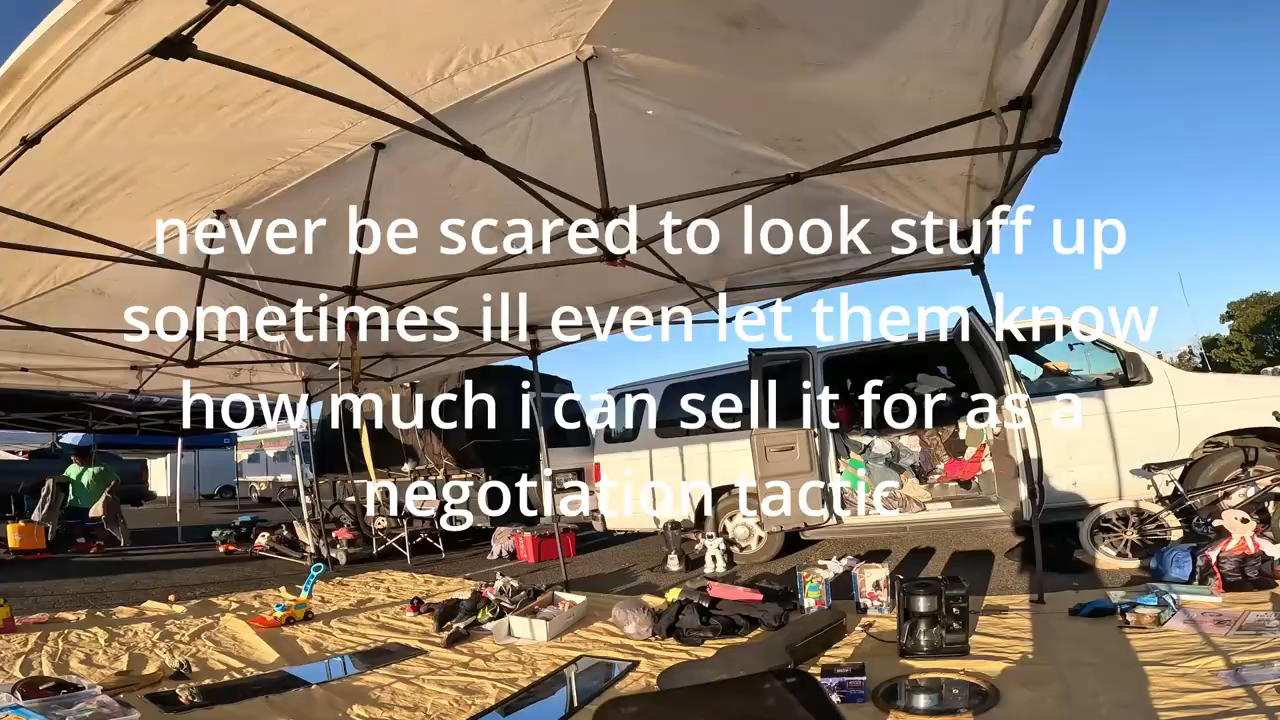 never be scared to look stuff up
sometimes ill even let them know
how much i can sell it for as a
negotiation tactic